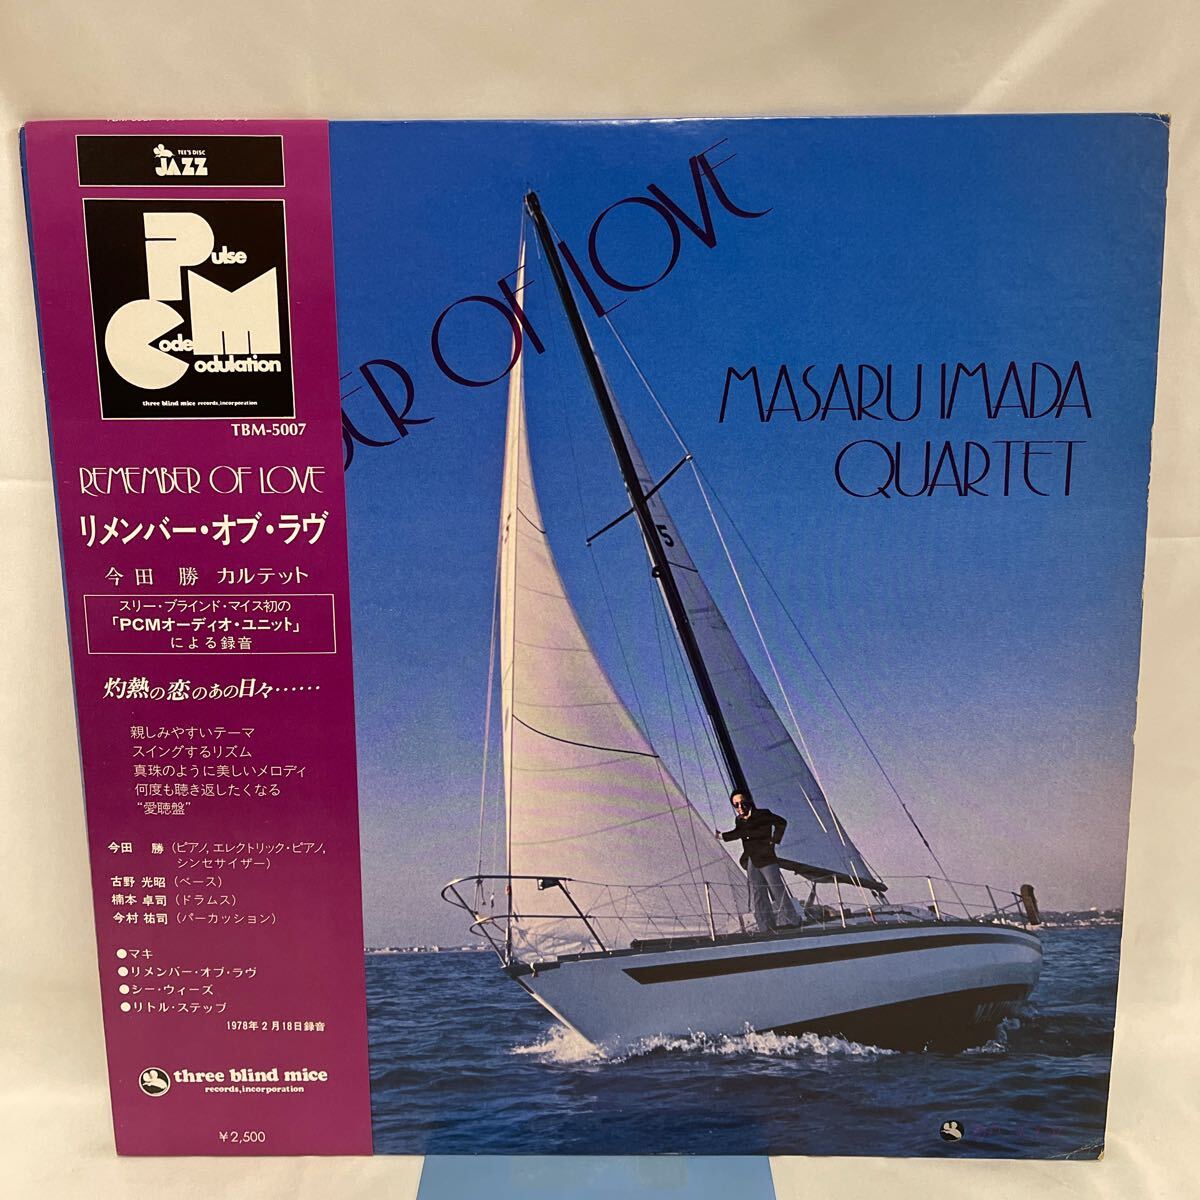 TEE'S DISC
JAZZ
Pulse
Code
Modulation
three blind mice records, incorporation
TBM-5007
REMEMBER OF LOVE
リメンバー・オブ・ラヴ
今田 勝 カルテット
スリー・ブラインド・マイス初の
「PCMオーディオ・ユニット」
による録音
灼熱の恋のあの日々……
親しみやすいテーマ
スイングするリズム
真珠のように美しいメロディ
何度も聴き返したくなる
“愛聴盤”
今田 勝(ピアノ,エレクトリック・ピアノ,
シンセサイザー)
古野 光昭(ベース)
楠本 卓司(ドラムス)
今村 祐司(パーカッション)
●マキ
●リメンバー・オブ・ラヴ
●シー・ウィーズ
●リトル・ステップ
1978年2月18日録音
three blind mice
records, incorporation
¥2,500
BER OF LOVE
MASARU IMADA
QUARTET
5